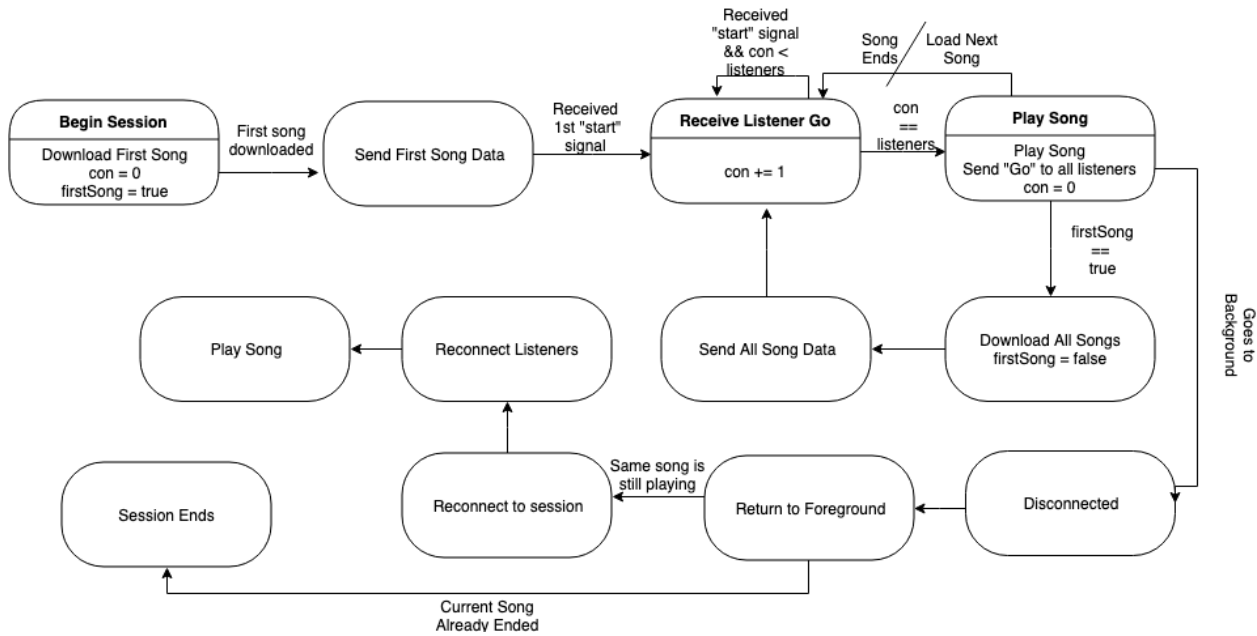 Received
"start" signal
&& con <
listeners
Song
Ends
Load Next
Song
Begin Session
Download First Song
con = 0
firstSong = true
First song
downloaded
Send First Song Data
Received
1st "start"
signal
Receive Listener Go
con += 1
con
==
listeners
Play Song
Play Song
Send "Go" to all listeners
con = 0
firstSong
==
true
Goes to
Background
Play Song
Reconnect Listeners
Send All Song Data
Download All Songs
firstSong = false
Session Ends
Reconnect to session
Same song is
still playing
Return to Foreground
Disconnected
Current Song
Already Ended